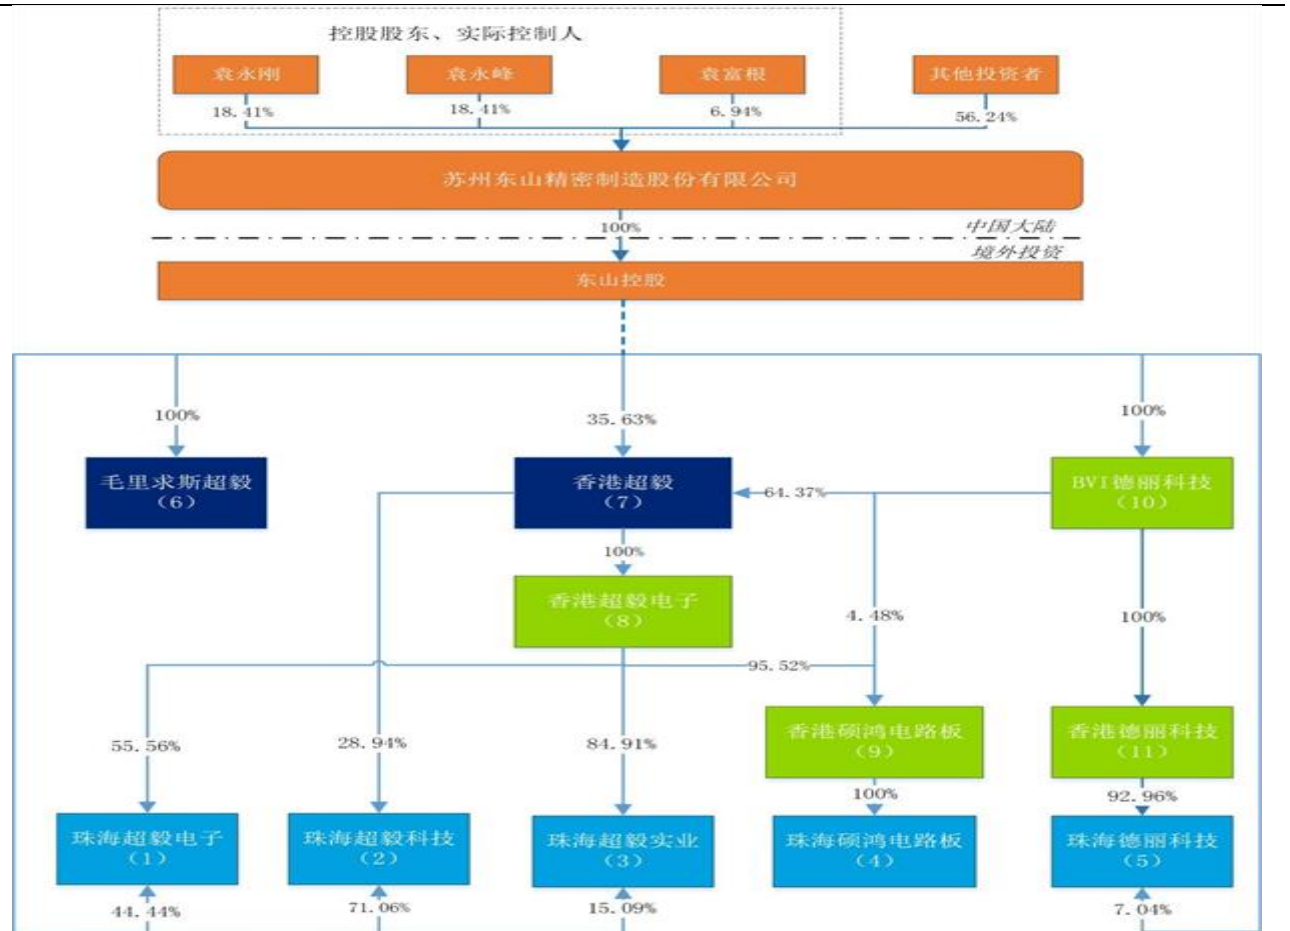 控股股东、实际控制人
袁永刚
袁永峰
袁富根
其他投资者
18.41%
18.41%
6.94%
56.24%
苏州东山精密制造股份有限公司
100%
中国大陆
境外投资
东山控股
100%
35.63%
100%
毛里求斯超毅
(6)
香港超毅
(7)
64.37%
BVI德丽科技
(10)
100%
香港超毅电子
(8)
4.48%
100%
95.52%
香港硕鸿电路板
(9)
香港德丽科技
(11)
55.56%
28.94%
84.91%
100%
92.96%
珠海超毅电子
(1)
珠海超毅科技
(2)
珠海超毅实业
(3)
珠海硕鸿电路板
(4)
珠海德丽科技
(5)
44.44%
71.06%
15.09%
7.04%